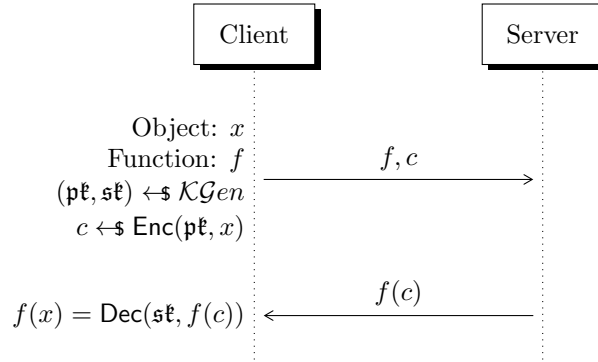 Client
Server
Object: x
Function: f
(𝔭𝔨, 𝔰𝔨) ←$ 𝒦𝒢en
c ←$ Enc(𝔭𝔨, x)
f, c
f(c)
f(x) = Dec(𝔰𝔨, f(c))